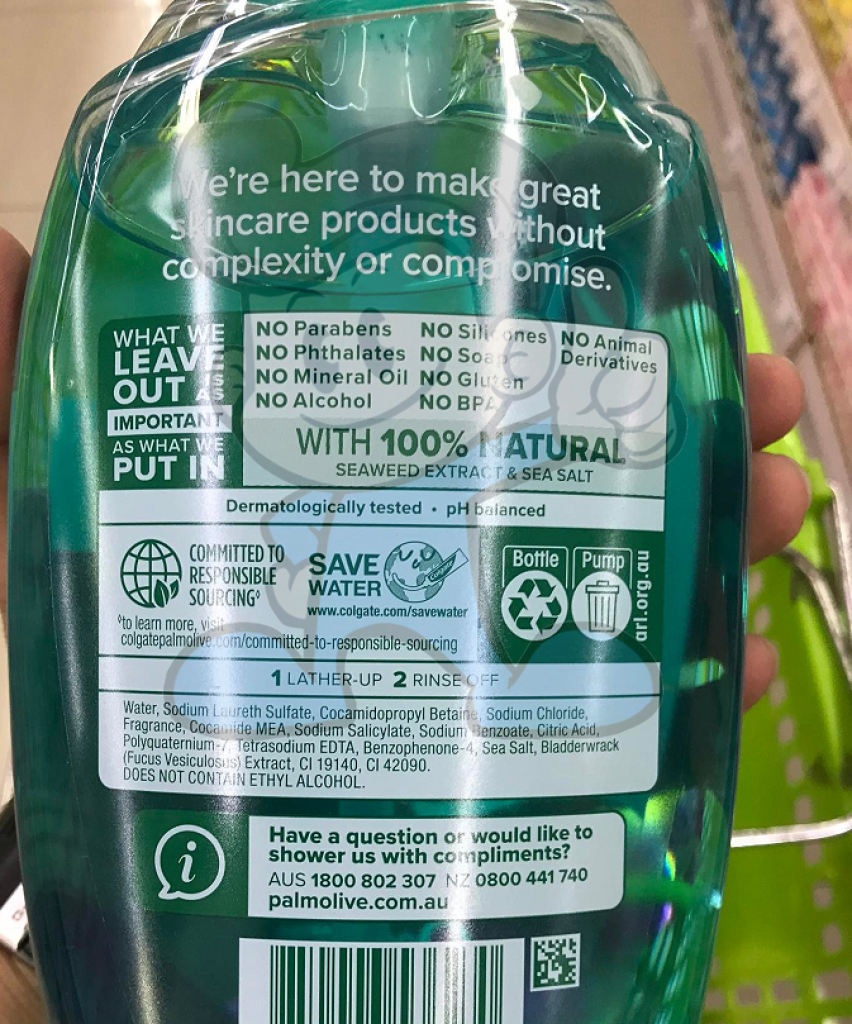 We're here to make great
skincare products without
complexity or compromise.
WHAT WE
LEAVE
OUT IS
AS
IMPORTANT
AS WHAT WE
PUT IN
NO Parabens NO Silicones NO Animal
NO Phthalates NO Soap Derivatives
NO Mineral Oil NO Gluten
NO Alcohol NO BPA
WITH 100% NATURAL
SEAWEED EXTRACT & SEA SALT
Dermatologically tested • pH balanced
COMMITTED TO
RESPONSIBLE
SOURCING◊
SAVE
WATER
www.colgate.com/savewater
Bottle Pump
arl.org.au
◊to learn more, visit
colgatepalmolive.com/committed-to-responsible-sourcing
1 LATHER-UP 2 RINSE OFF
Water, Sodium Laureth Sulfate, Cocamidopropyl Betaine, Sodium Chloride,
Fragrance, Cocamide MEA, Sodium Salicylate, Sodium Benzoate, Citric Acid,
Polyquaternium-7, Tetrasodium EDTA, Benzophenone-4, Sea Salt, Bladderwrack
(Fucus Vesiculosus) Extract, CI 19140, CI 42090.
DOES NOT CONTAIN ETHYL ALCOHOL.
i
Have a question or would like to
shower us with compliments?
AUS 1800 802 307 NZ 0800 441 740
palmolive.com.au